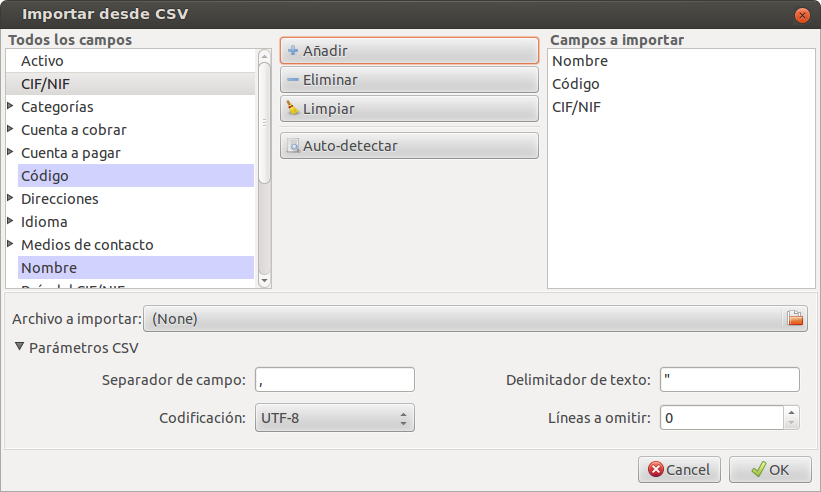 Importar desde CSV
Todos los campos
Activo
CIF/NIF
Categorías
Cuenta a cobrar
Cuenta a pagar
Código
Direcciones
Idioma
Medios de contacto
Nombre
Añadir
Eliminar
Limpiar
Auto-detectar
Campos a importar
Nombre
Código
CIF/NIF
Archivo a importar: (None)
Parámetros CSV
Separador de campo: , Delimitador de texto: "
Codificación: UTF-8 Líneas a omitir: 0
Cancel OK